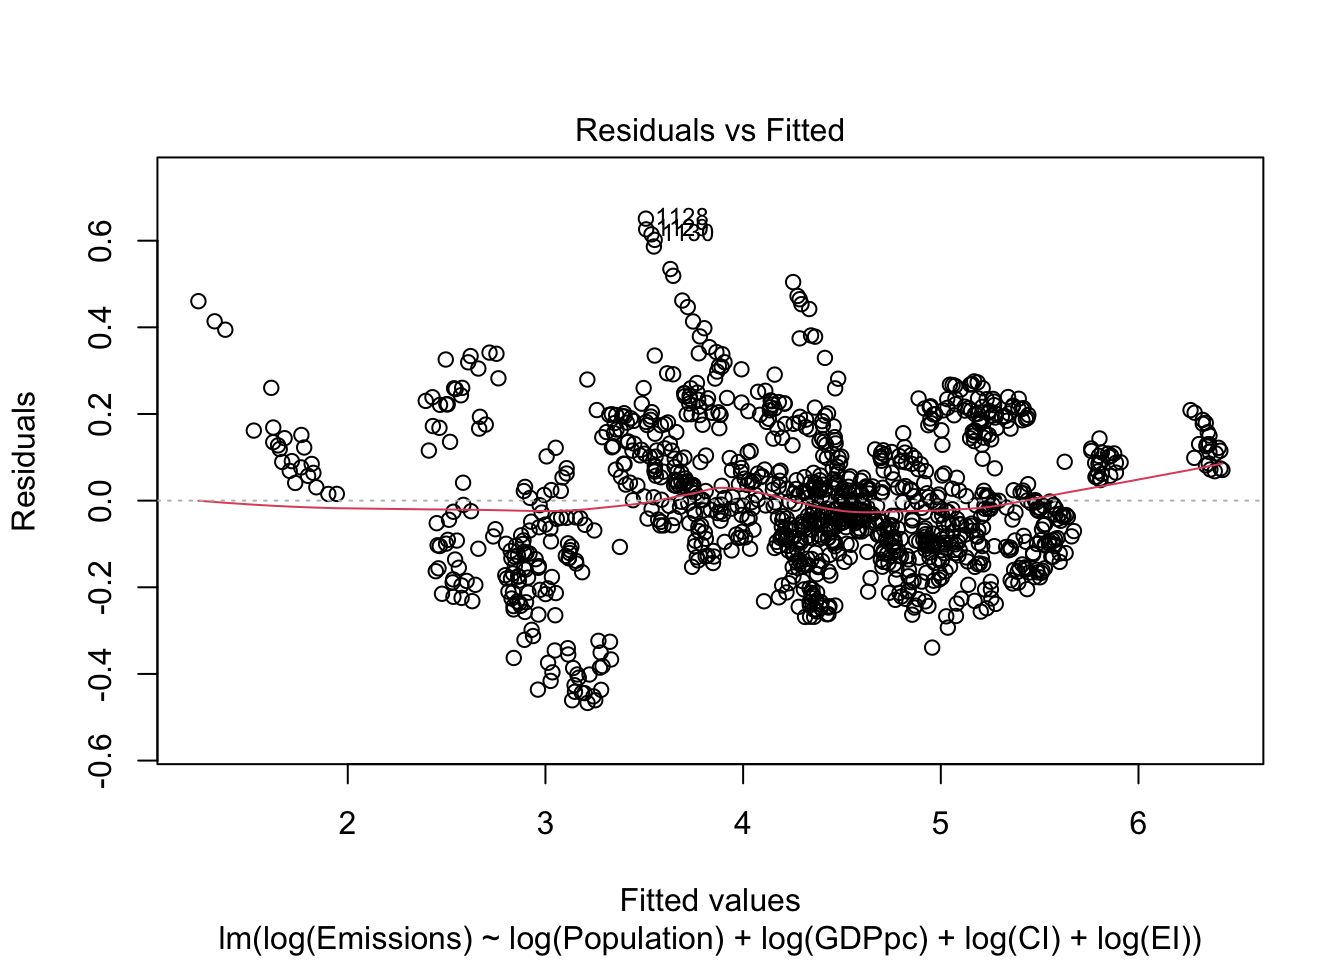 Residuals vs Fitted
Residuals
0.6
0.4
0.2
0.0
-0.2
-0.4
-0.6
1128
1129
1130
2 3 4 5 6
Fitted values
lm(log(Emissions) ~ log(Population) + log(GDPpc) + log(CI) + log(EI))